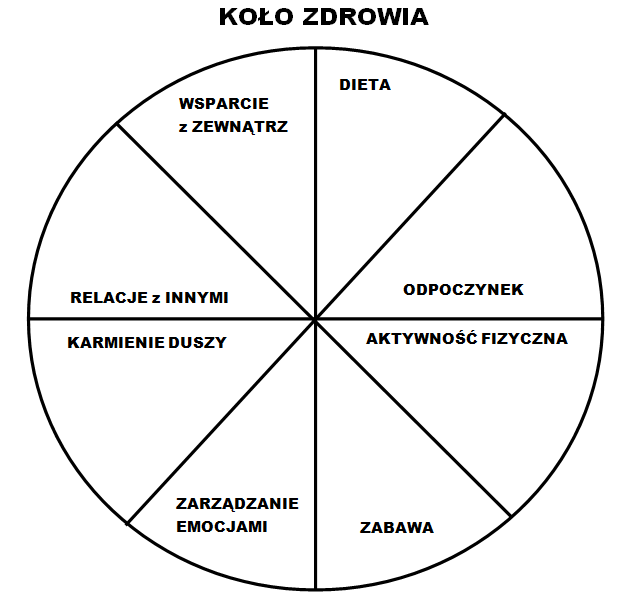 KOŁO ZDROWIA
WSPARCIE
z ZEWNĄTRZ
DIETA
RELACJE z INNYMI
ODPOCZYNEK
KARMIENIE DUSZY
AKTYWNOŚĆ FIZYCZNA
ZARZĄDZANIE
EMOCJAMI
ZABAWA